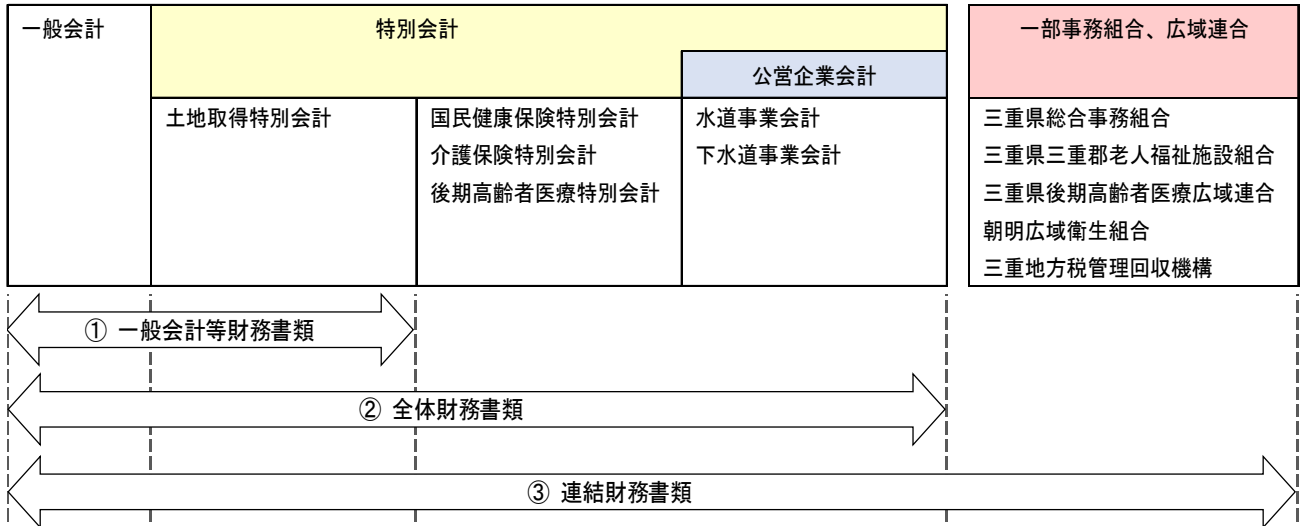 一般会計
特別会計
一部事務組合、広域連合
公営企業会計
土地取得特別会計
国民健康保険特別会計
介護保険特別会計
後期高齢者医療特別会計
水道事業会計
下水道事業会計
三重県総合事務組合
三重県三重郡老人福祉施設組合
三重県後期高齢者医療広域連合
朝明広域衛生組合
三重地方税管理回収機構
① 一般会計等財務書類
② 全体財務書類
③ 連結財務書類